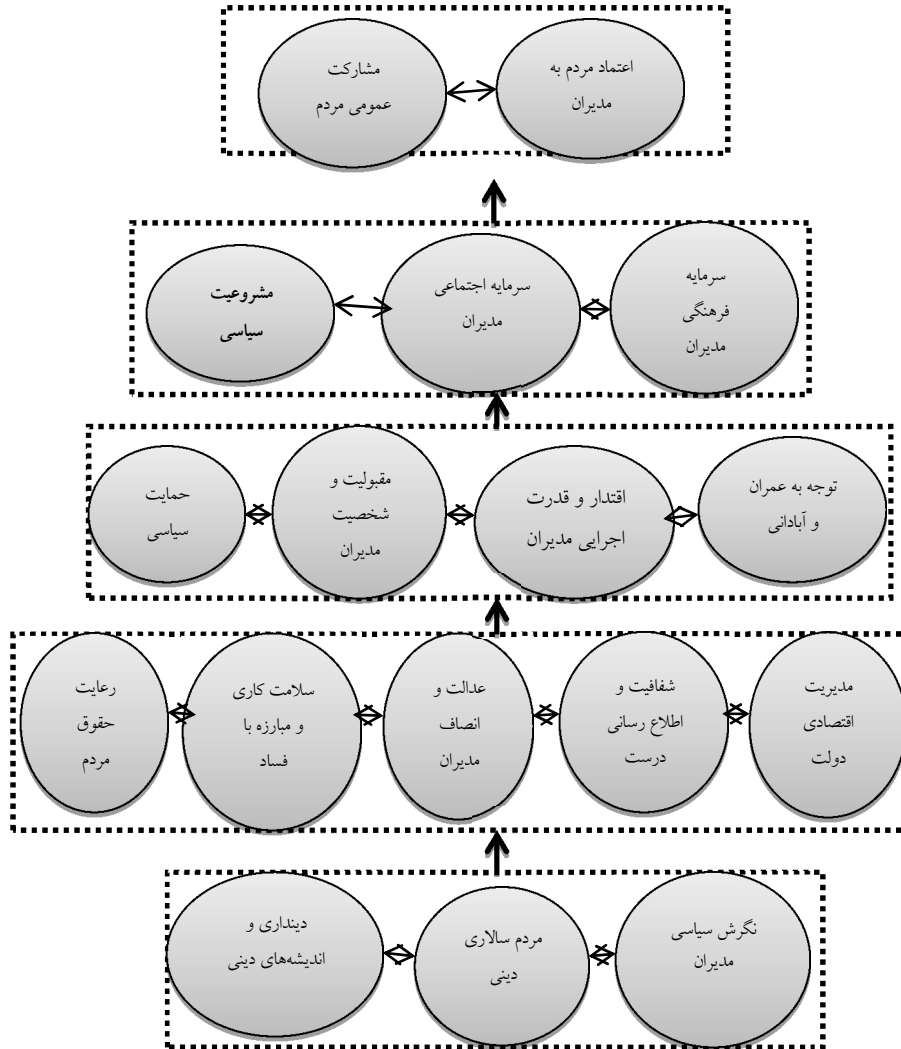 اعتماد مردم به
مدیران
مشارکت
عمومی مردم
سرمایه
فرهنگی
مدیران
سرمایه اجتماعی
مدیران
مشروعیت
سیاسی
توجه به عمران
و آبادانی
اقتدار و قدرت
اجرایی مدیران
مقبولیت و
شخصیت
مدیران
حمایت
سیاسی
مدیریت
اقتصادی
دولت
شفافیت و
اطلاع رسانی
درست
عدالت و
انصاف
مدیران
سلامت کاری
و مبارزه با
فساد
رعایت
حقوق
مردم
نگرش سیاسی
مدیران
مردم سالاری
دینی
دینداری و
اندیشه‌های دینی